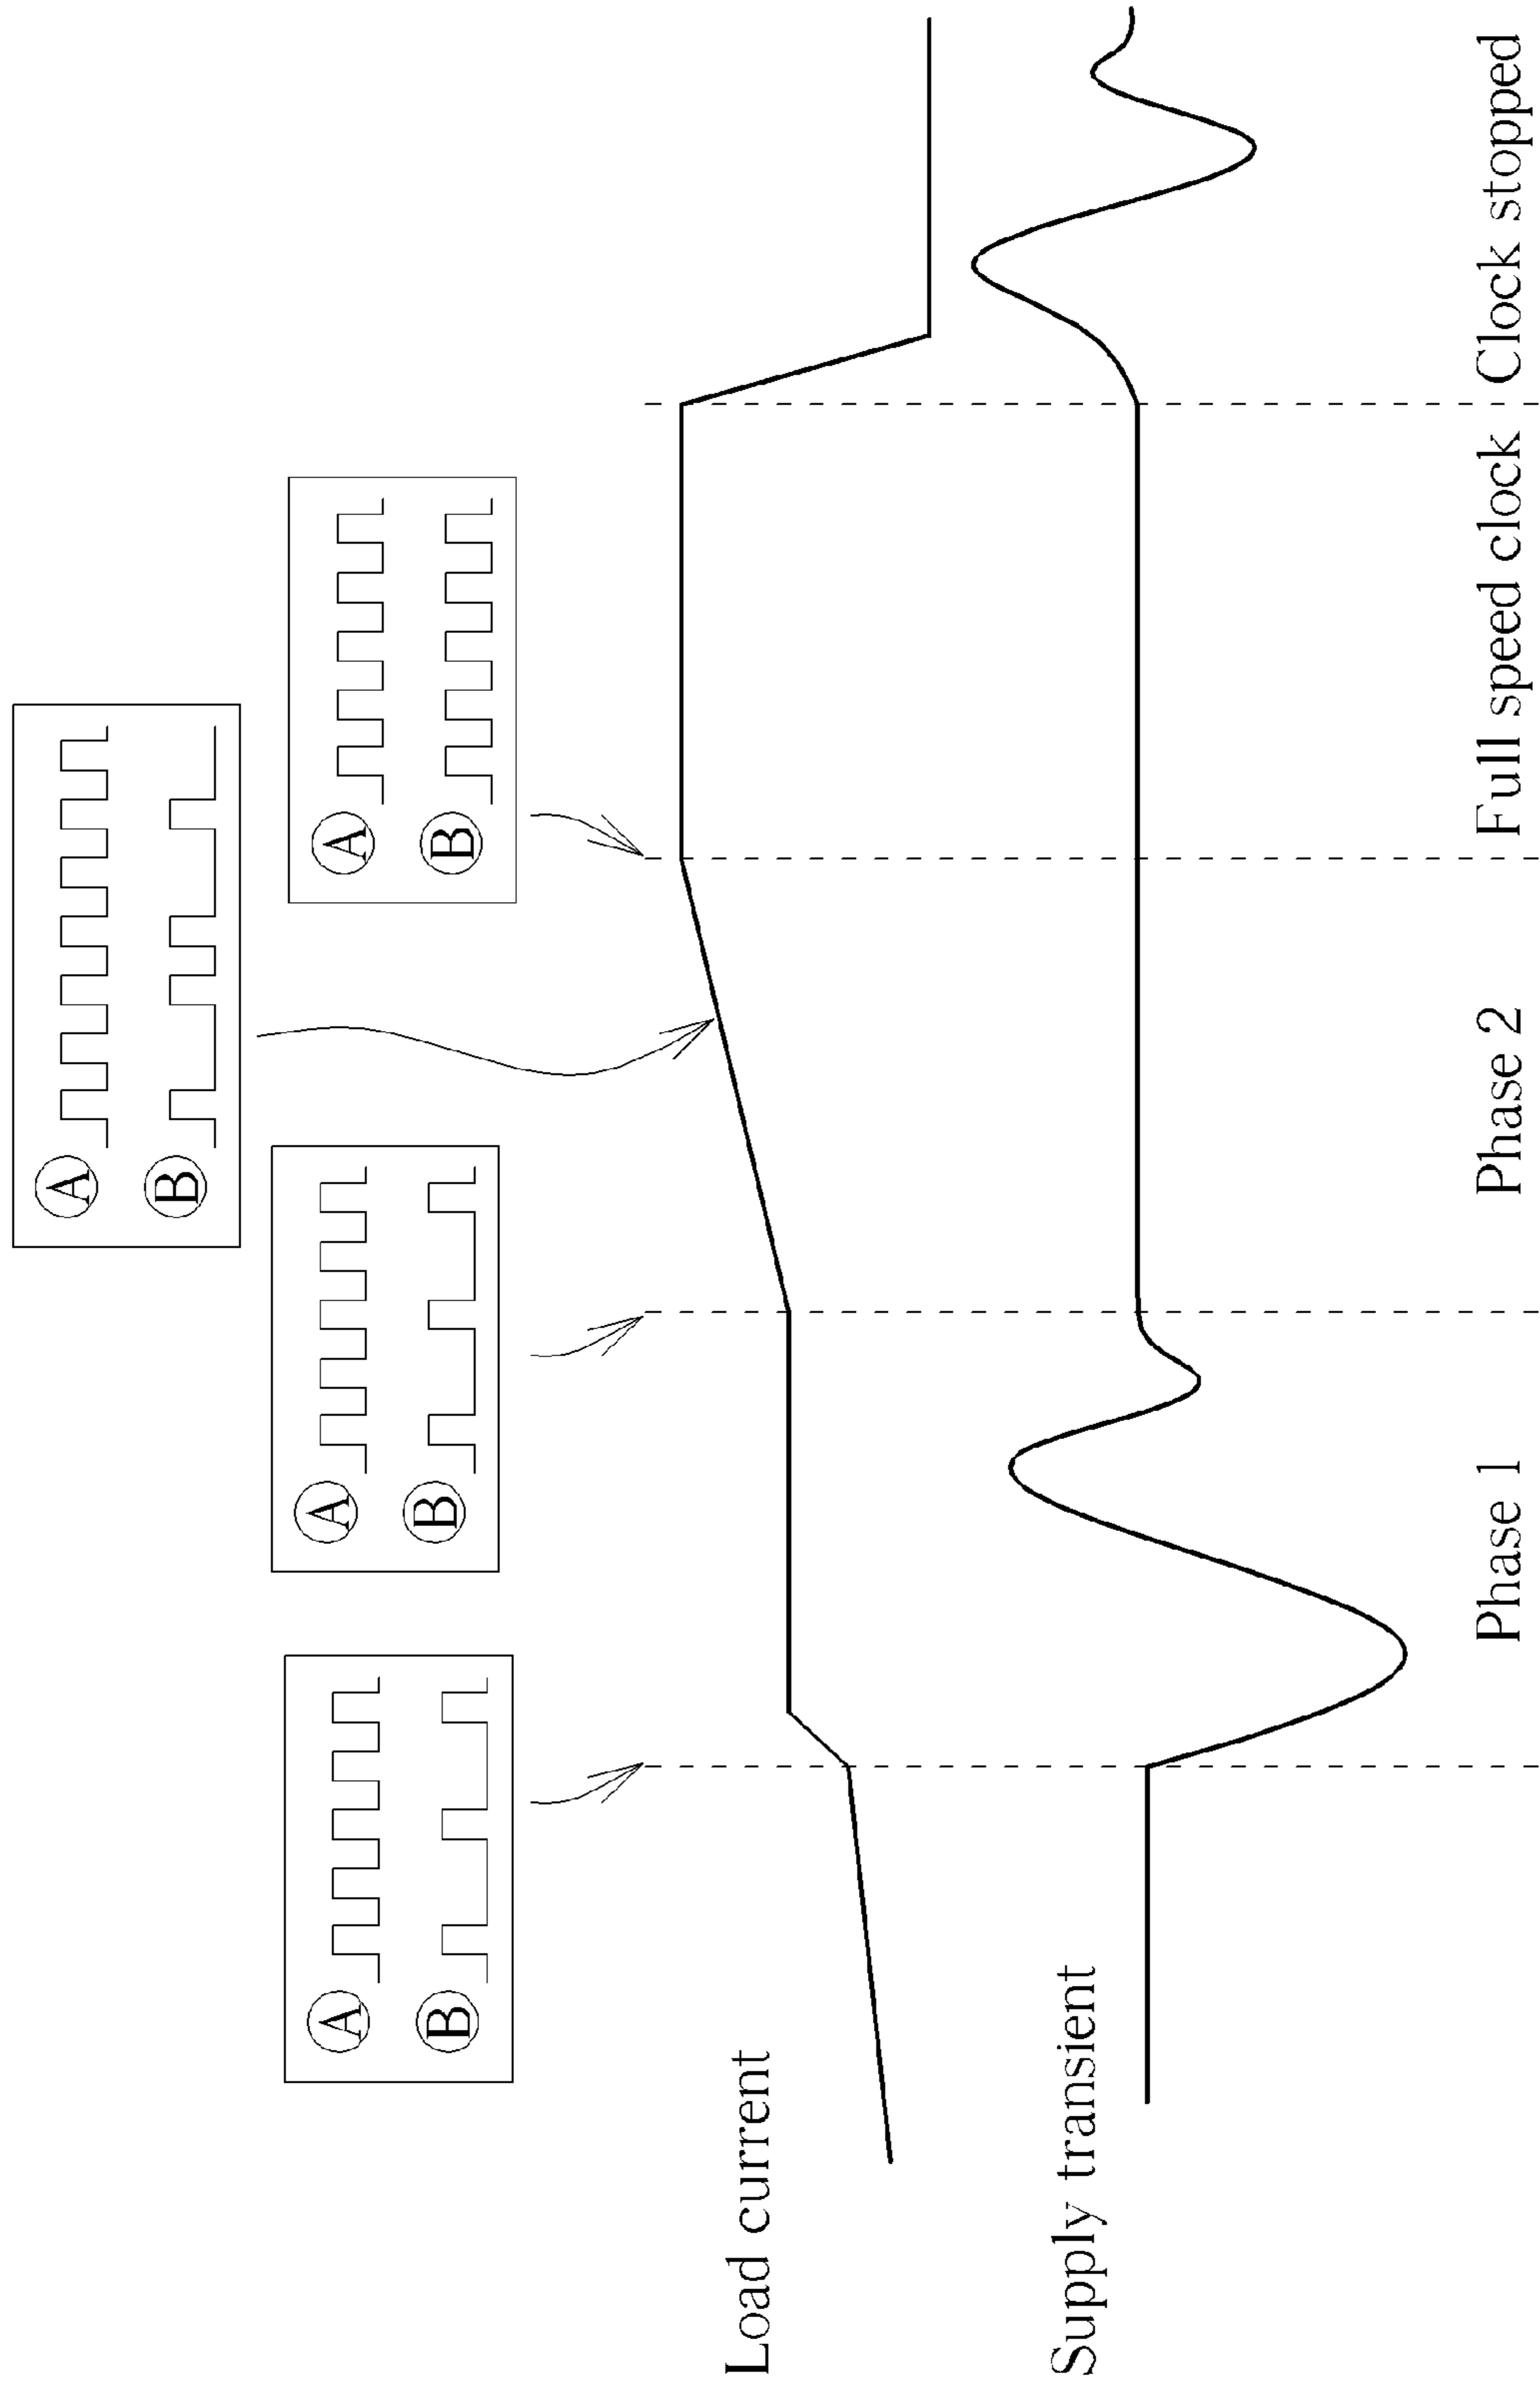 A
B
A
B
A
B
A
B
Load current
Supply transient
Phase 1
Phase 2
Full speed clock
Clock stopped